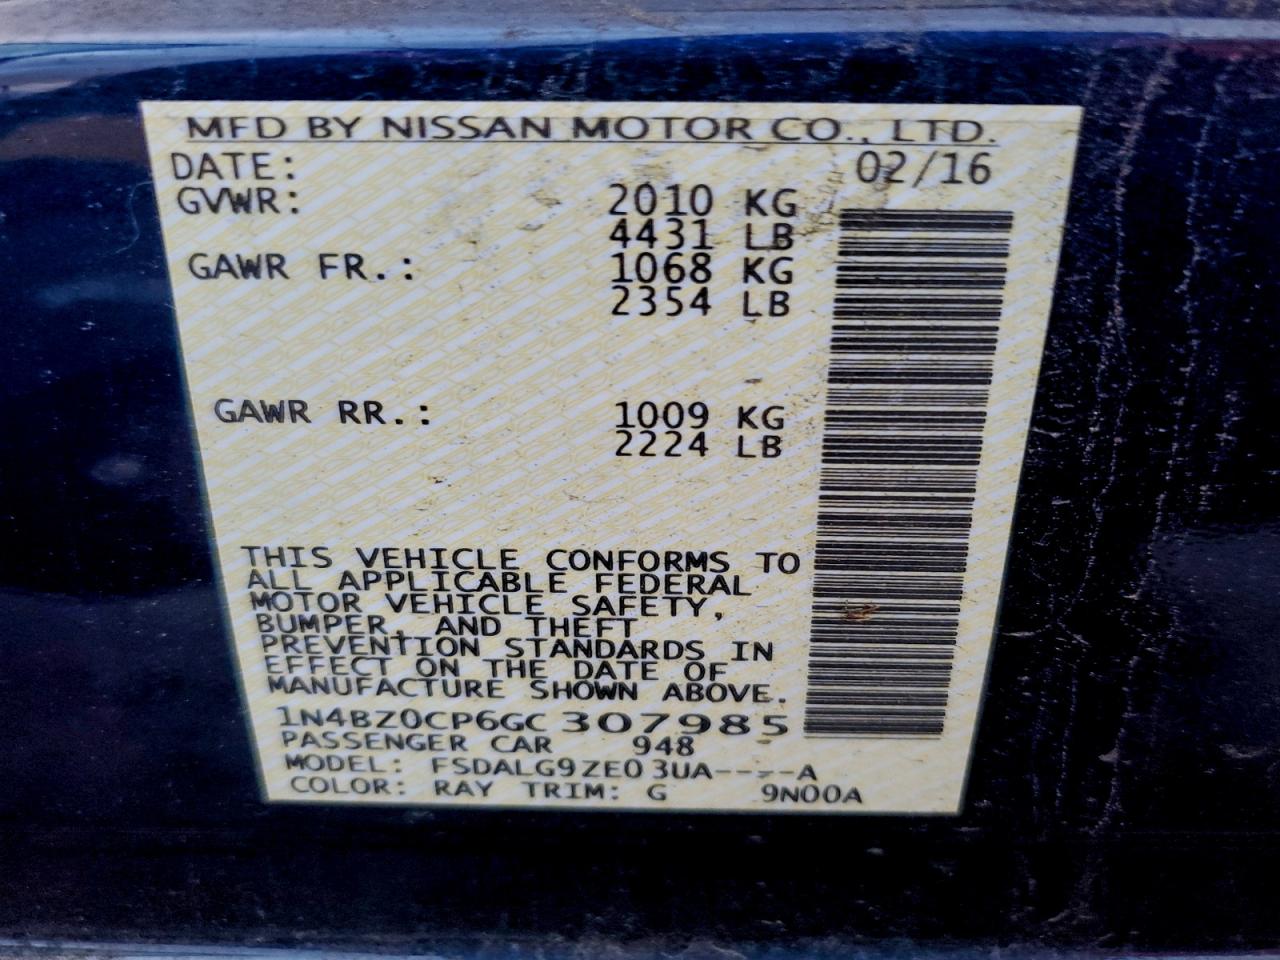 MFD BY NISSAN MOTOR CO., LTD.
DATE: 02/16
GVWR: 2010 KG
4431 LB
GAWR FR.: 1068 KG
2354 LB
GAWR RR.: 1009 KG
2224 LB
THIS VEHICLE CONFORMS TO
ALL APPLICABLE FEDERAL
MOTOR VEHICLE SAFETY,
BUMPER, AND THEFT
PREVENTION STANDARDS IN
EFFECT ON THE DATE OF
MANUFACTURE SHOWN ABOVE.
1N4BZ0CP6GC307985
PASSENGER CAR 948
MODEL: FSDALG9ZE0 3UA----A
COLOR: RAY TRIM: G 9N00A